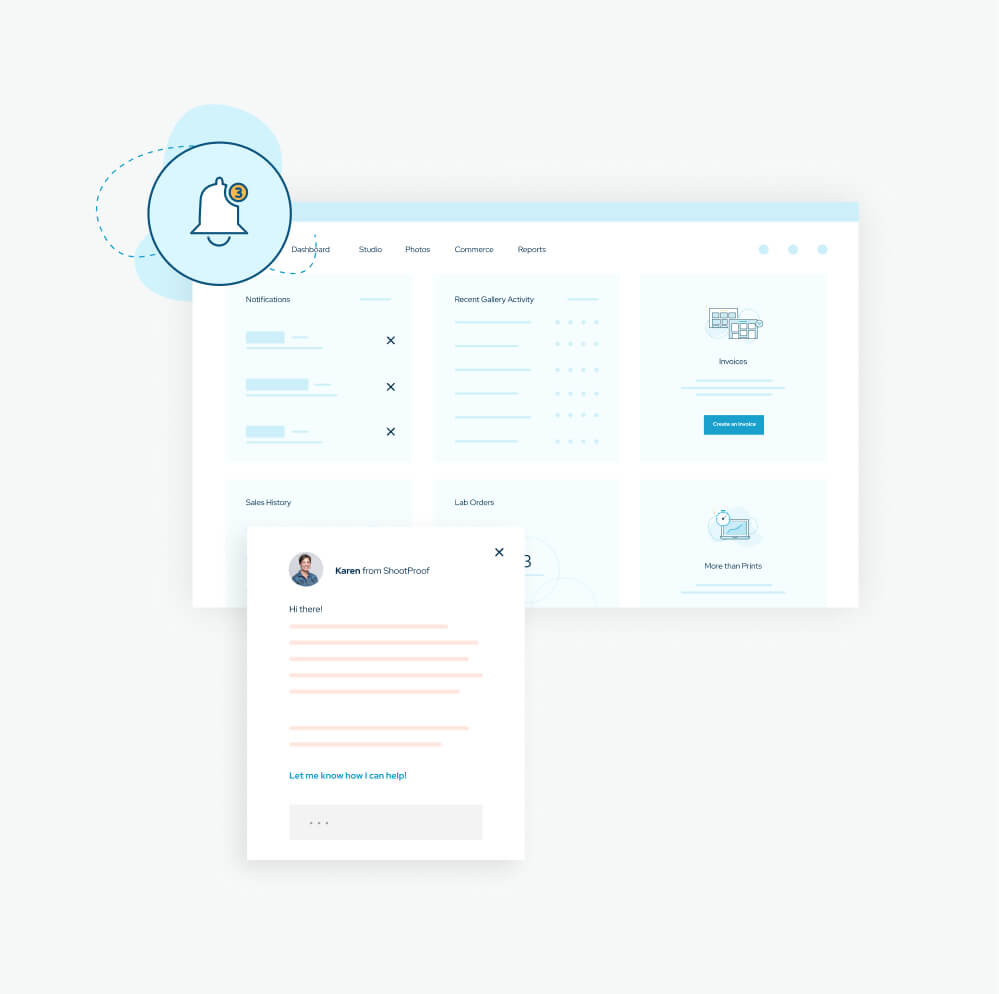 3
Dashboard Studio Photos Commerce Reports
Notifications
Recent Gallery Activity
Invoices
Create an Invoice
Sales History
Lab Orders
3
More than Prints
Karen from ShootProof
Hi there!
Let me know how I can help!